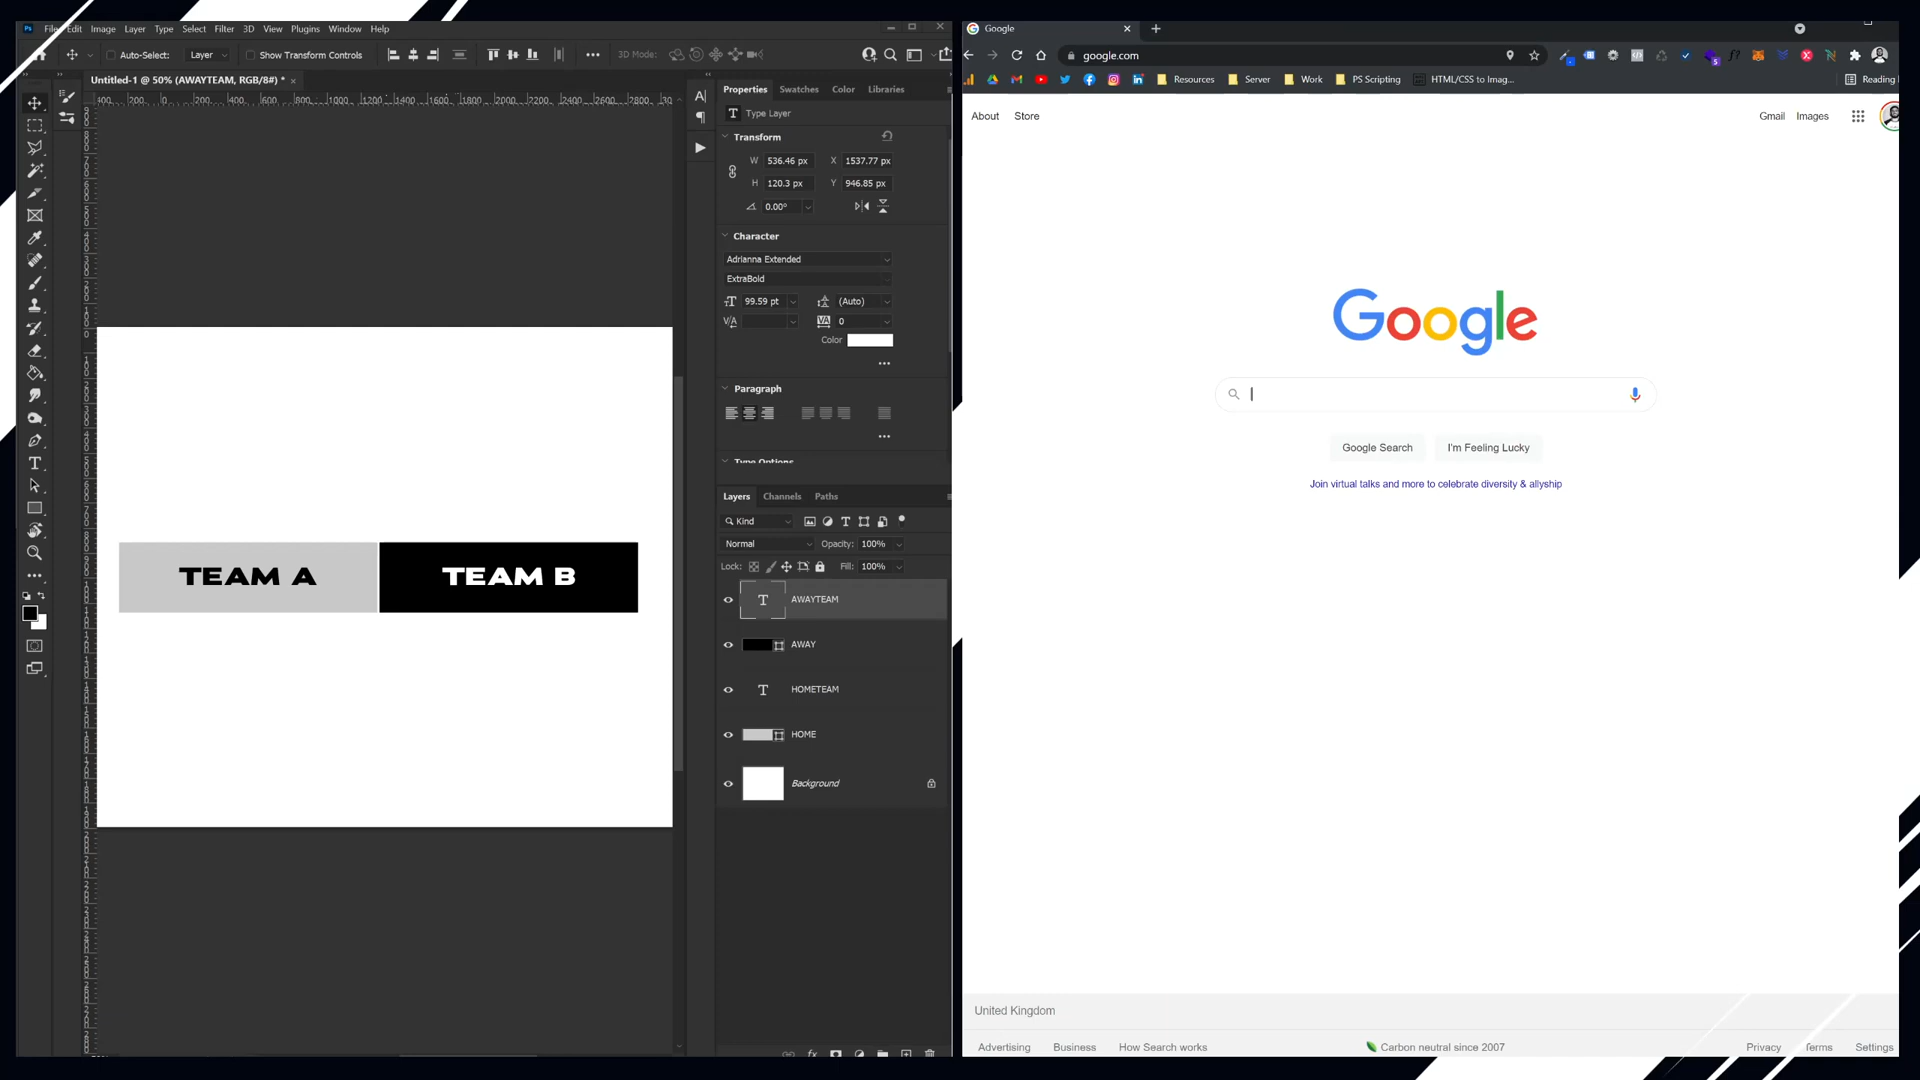 Ps File Edit Image Layer Type Select Filter 3D View Plugins Window Help
Auto-Select: Layer Show Transform Controls 3D Mode:
Untitled-1 @ 50% (AWAYTEAM, RGB/8#) *
TEAM A TEAM B
Properties Swatches Color Libraries
T Type Layer
Transform
W 536.46 px X 1537.77 px
H 120.3 px Y 946.85 px
0.00°
Character
Adrianna Extended
ExtraBold
99.59 pt (Auto)
0
Color
Paragraph
Type Options
Layers Channels Paths
Kind
Normal Opacity: 100%
Lock: Fill: 100%
AWAYTEAM
AWAY
HOMETEAM
HOME
Background
Google
google.com
Resources Server Work PS Scripting HTML/CSS to Imag... Reading
About Store Gmail Images
Google
Google Search I'm Feeling Lucky
Join virtual talks and more to celebrate diversity & allyship
United Kingdom
Advertising Business How Search works Carbon neutral since 2007 Privacy Terms Settings